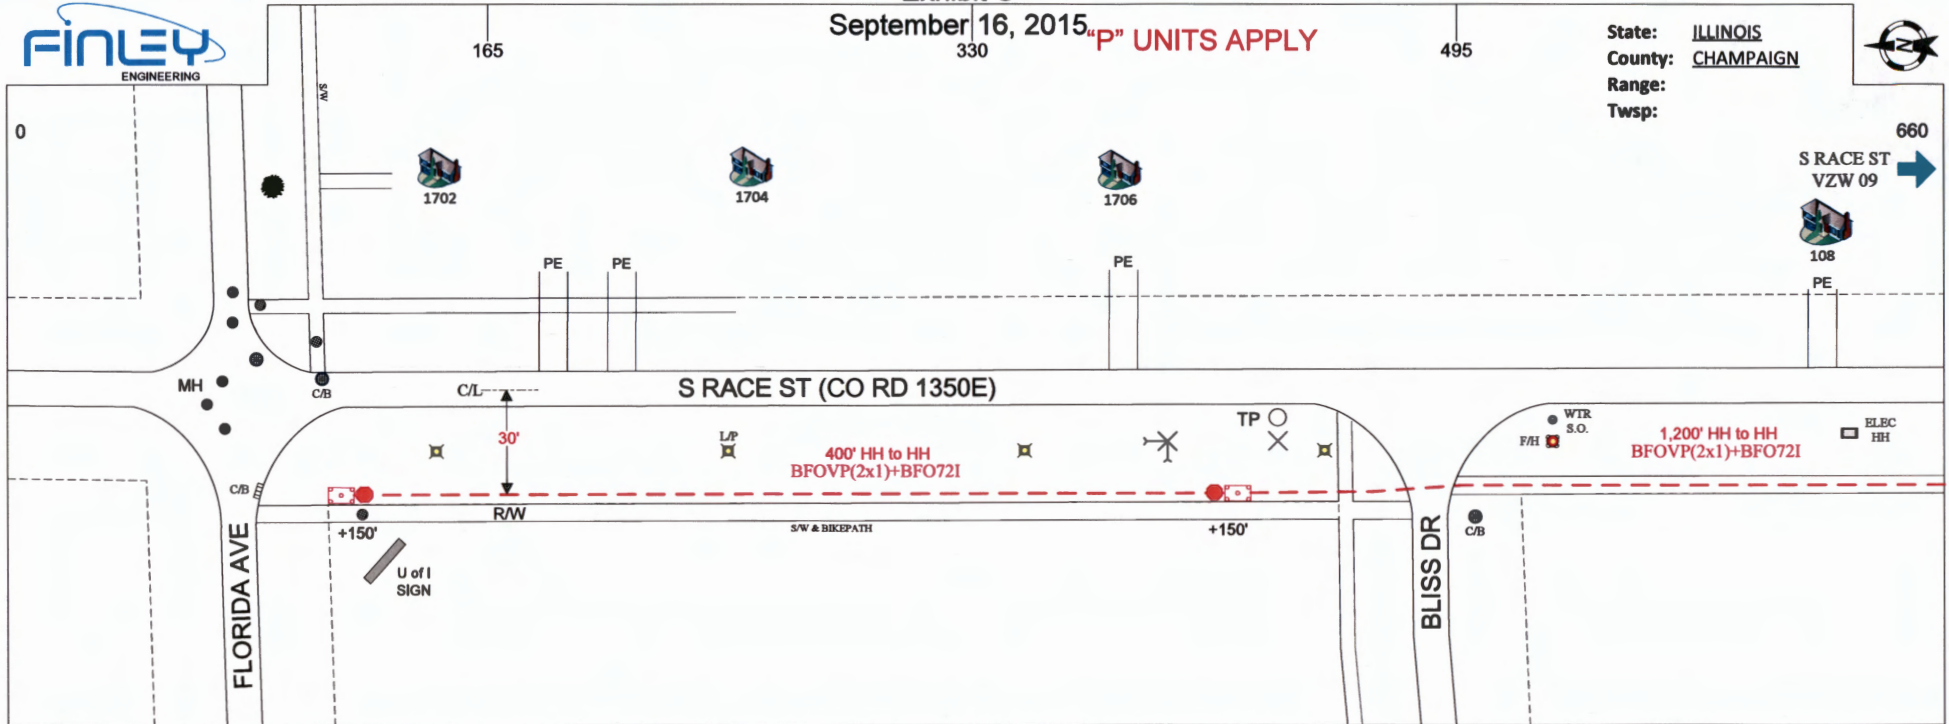 FINLEY
ENGINEERING
September 16, 2015
"P" UNITS APPLY
165
330
495
State: ILLINOIS
County: CHAMPAIGN
Range:
Twsp:
N
0
660
S/W
S RACE ST
VZW 09
1702
1704
1706
108
PE
PE
PE
PE
MH
C/B
C/L
S RACE ST (CO RD 1350E)
30'
L/P
400' HH to HH
BFOVP(2x1)+BFO72I
TP
WTR
S.O.
F/H
1,200' HH to HH
BFOVP(2x1)+BFO72I
ELEC
HH
C/B
R/W
+150'
S/W & BIKEPATH
+150'
C/B
U of I
SIGN
FLORIDA AVE
BLISS DR